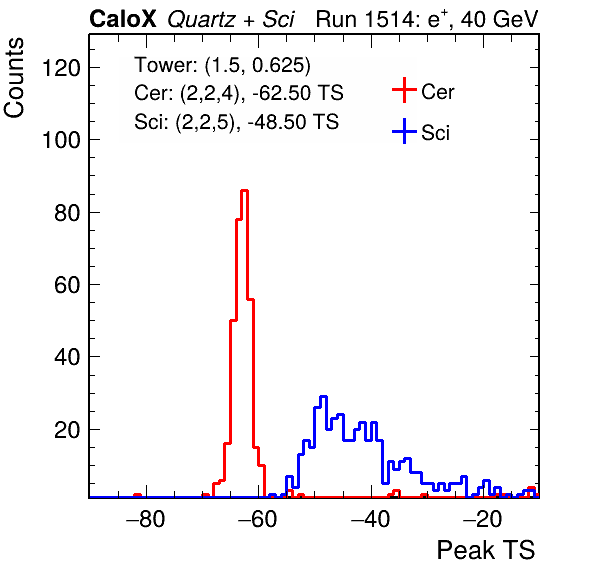 CaloX Quartz + Sci Run 1514: e⁺, 40 GeV
Counts
Tower: (1.5, 0.625)
Cer: (2,2,4), -62.50 TS
Sci: (2,2,5), -48.50 TS
Cer
Sci
120
100
80
60
40
20
−80 −60 −40 −20
Peak TS